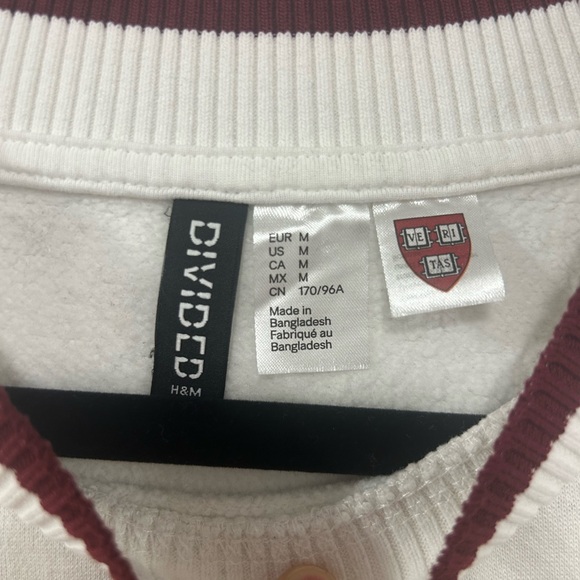 DIVIDED
H&M
EUR M
US M
CA M
MX M
CN 170/96A
Made in
Bangladesh
Fabriqué au
Bangladesh
VE RI
TAS